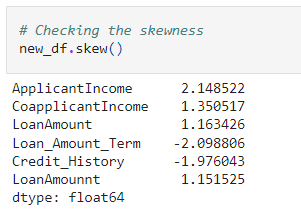 # Checking the skewness
new_df.skew()
ApplicantIncome 2.148522
CoapplicantIncome 1.350517
LoanAmount 1.163426
Loan_Amount_Term -2.098806
Credit_History -1.976043
LoanAmounnt 1.151525
dtype: float64